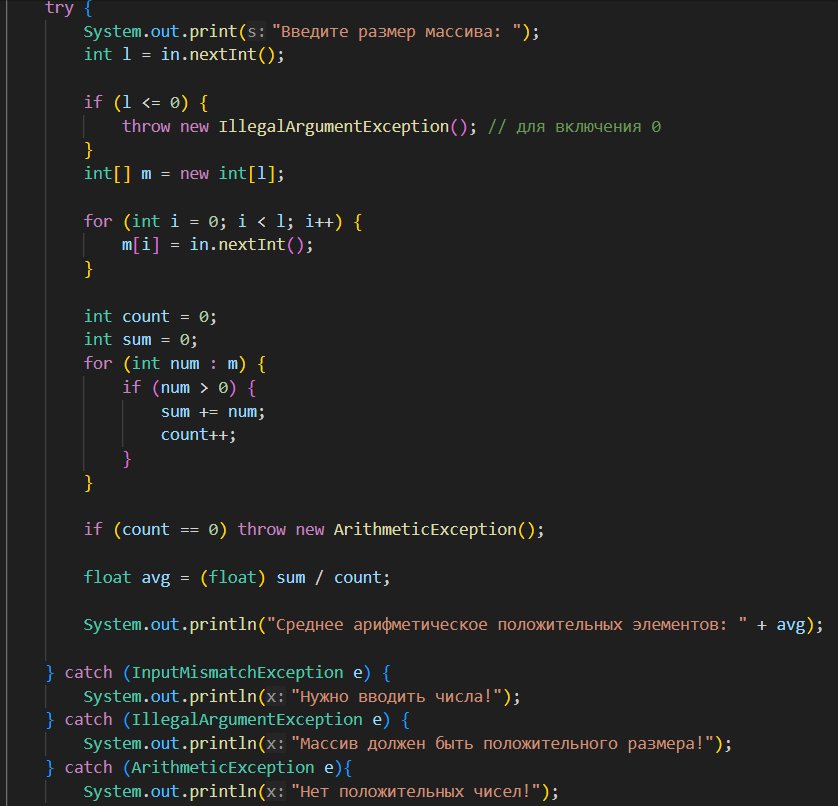 try {
System.out.print(s: "Введите размер массива: ");
int l = in.nextInt();
if (l <= 0) {
throw new IllegalArgumentException(); // для включения 0
}
int[] m = new int[l];
for (int i = 0; i < l; i++) {
m[i] = in.nextInt();
}
int count = 0;
int sum = 0;
for (int num : m) {
if (num > 0) {
sum += num;
count++;
}
}
if (count == 0) throw new ArithmeticException();
float avg = (float) sum / count;
System.out.println("Среднее арифметическое положительных элементов: " + avg);
} catch (InputMismatchException e) {
System.out.println(x: "Нужно вводить числа!");
} catch (IllegalArgumentException e) {
System.out.println(x: "Массив должен быть положительного размера!");
} catch (ArithmeticException e){
System.out.println(x: "Нет положительных чисел!");